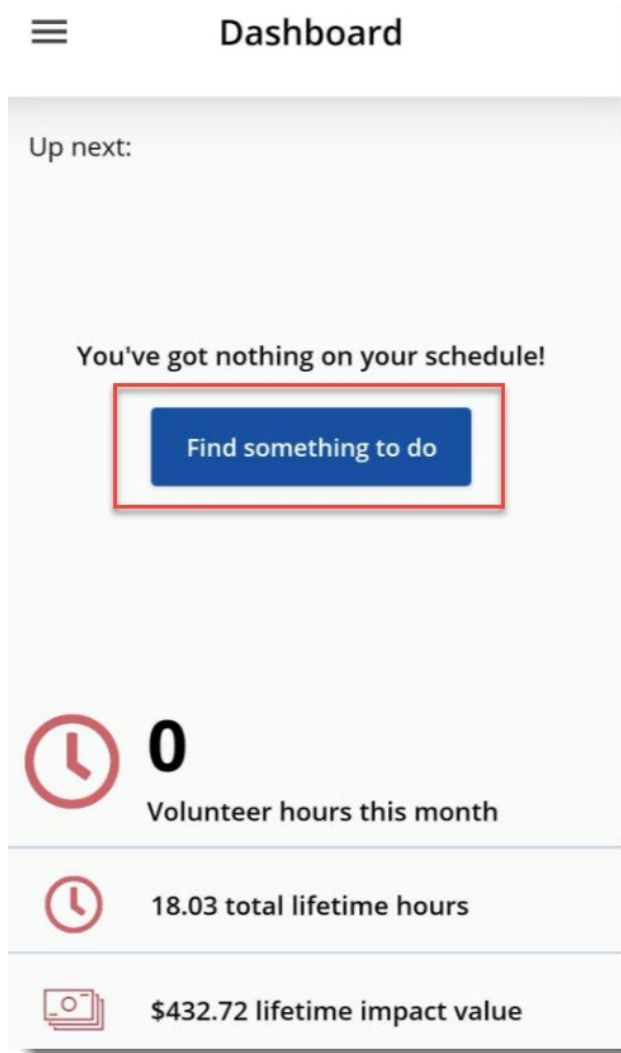 Dashboard
Up next:
You've got nothing on your schedule!
Find something to do
0
Volunteer hours this month
18.03 total lifetime hours
$432.72 lifetime impact value